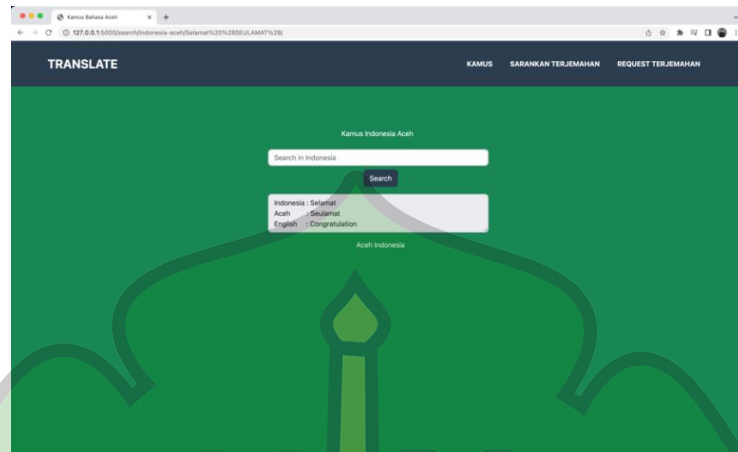 Kamus Bahasa Aceh
127.0.0.1:5000/search/indonesia-aceh/Selamat%20%28SEULAMAT%29/
TRANSLATE
KAMUS SARANKAN TERJEMAHAN REQUEST TERJEMAHAN
Kamus Indonesia Aceh
Search in Indonesia
Search
Indonesia : Selamat
Aceh : Seulamat
English : Congratulation
Aceh Indonesia